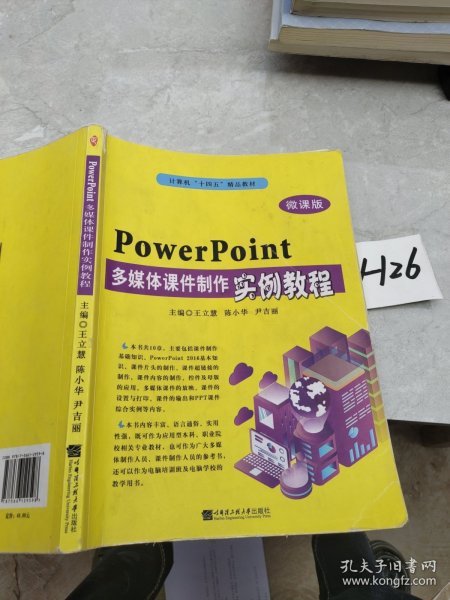 计算机“十四五”精品教材
微课版
PowerPoint
多媒体课件制作 实例教程
主编◎王立慧 陈小华 尹吉丽
◆ 本书共10章，主要包括课件制作
基础知识、PowerPoint 2016基本知
识、课件片头的制作、课件超链接的
制作、课件内容的制作、控件及母版
的应用、多媒体课件的放映、课件的
设置与打印、课件的输出和PPT课件
综合实例等内容。
◆ 本书内容丰富、语言通俗、实用
性强，既可作为应用型本科、职业院
校相关专业教材，也可作为广大多媒
体制作人员、课件制作人员的参考书，
还可以作为电脑培训班及电脑学校的
教学用书。
哈尔滨工程大学出版社
Harbin Engineering University Press
PowerPoint 多媒体课件制作实例教程
主编◎王立慧 陈小华 尹吉丽
哈尔滨工程大学出版社
Harbin Engineering University Press
H26
孔夫子旧书网
www.kongfz.com